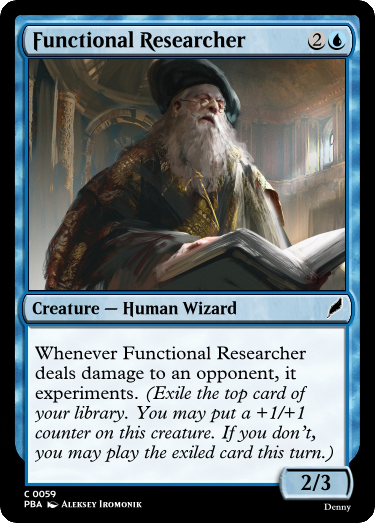 Functional Researcher 2
Creature — Human Wizard
Whenever Functional Researcher
deals damage to an opponent, it
experiments. (Exile the top card of
your library. You may put a +1/+1
counter on this creature. If you don't,
you may play the exiled card this turn.)
2/3
C 0059
PBA Aleksey Iromonik
Denny